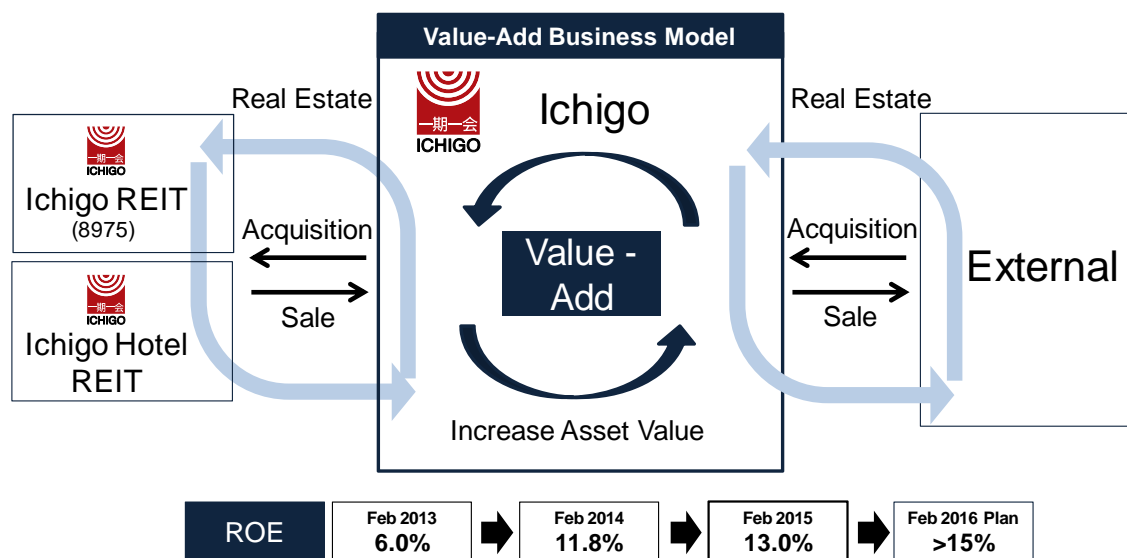 Value-Add Business Model
Real Estate
一期一会
ICHIGO
Ichigo
Real Estate
一期一会
ICHIGO
Ichigo REIT
(8975)
Acquisition
Sale
一期一会
ICHIGO
Ichigo Hotel
REIT
Value -
Add
Increase Asset Value
Acquisition
Sale
External
ROE
Feb 2013
6.0%
Feb 2014
11.8%
Feb 2015
13.0%
Feb 2016 Plan
>15%